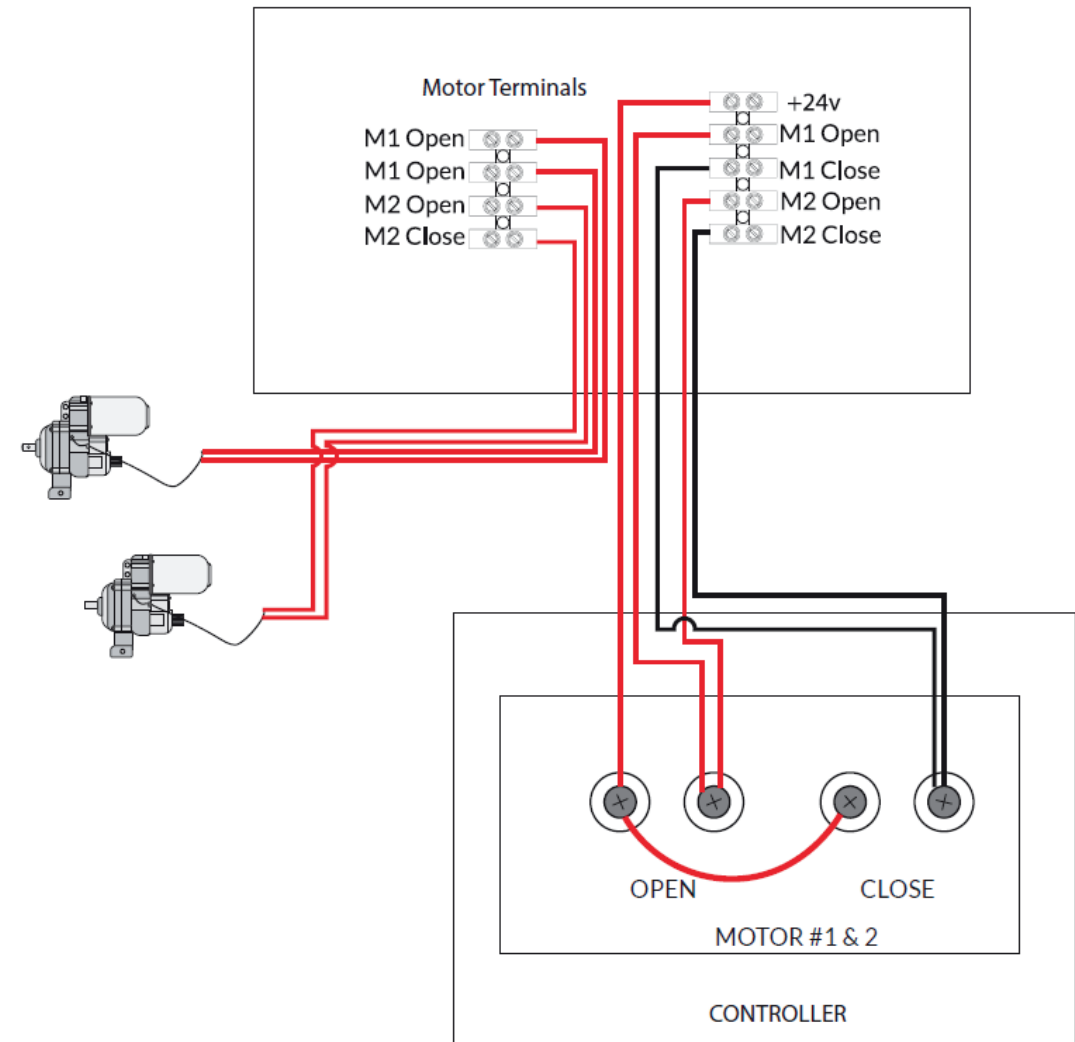 Motor Terminals
M1 Open
M1 Open
M2 Open
M2 Close
+24v
M1 Open
M1 Close
M2 Open
M2 Close
OPEN
CLOSE
MOTOR #1 & 2
CONTROLLER